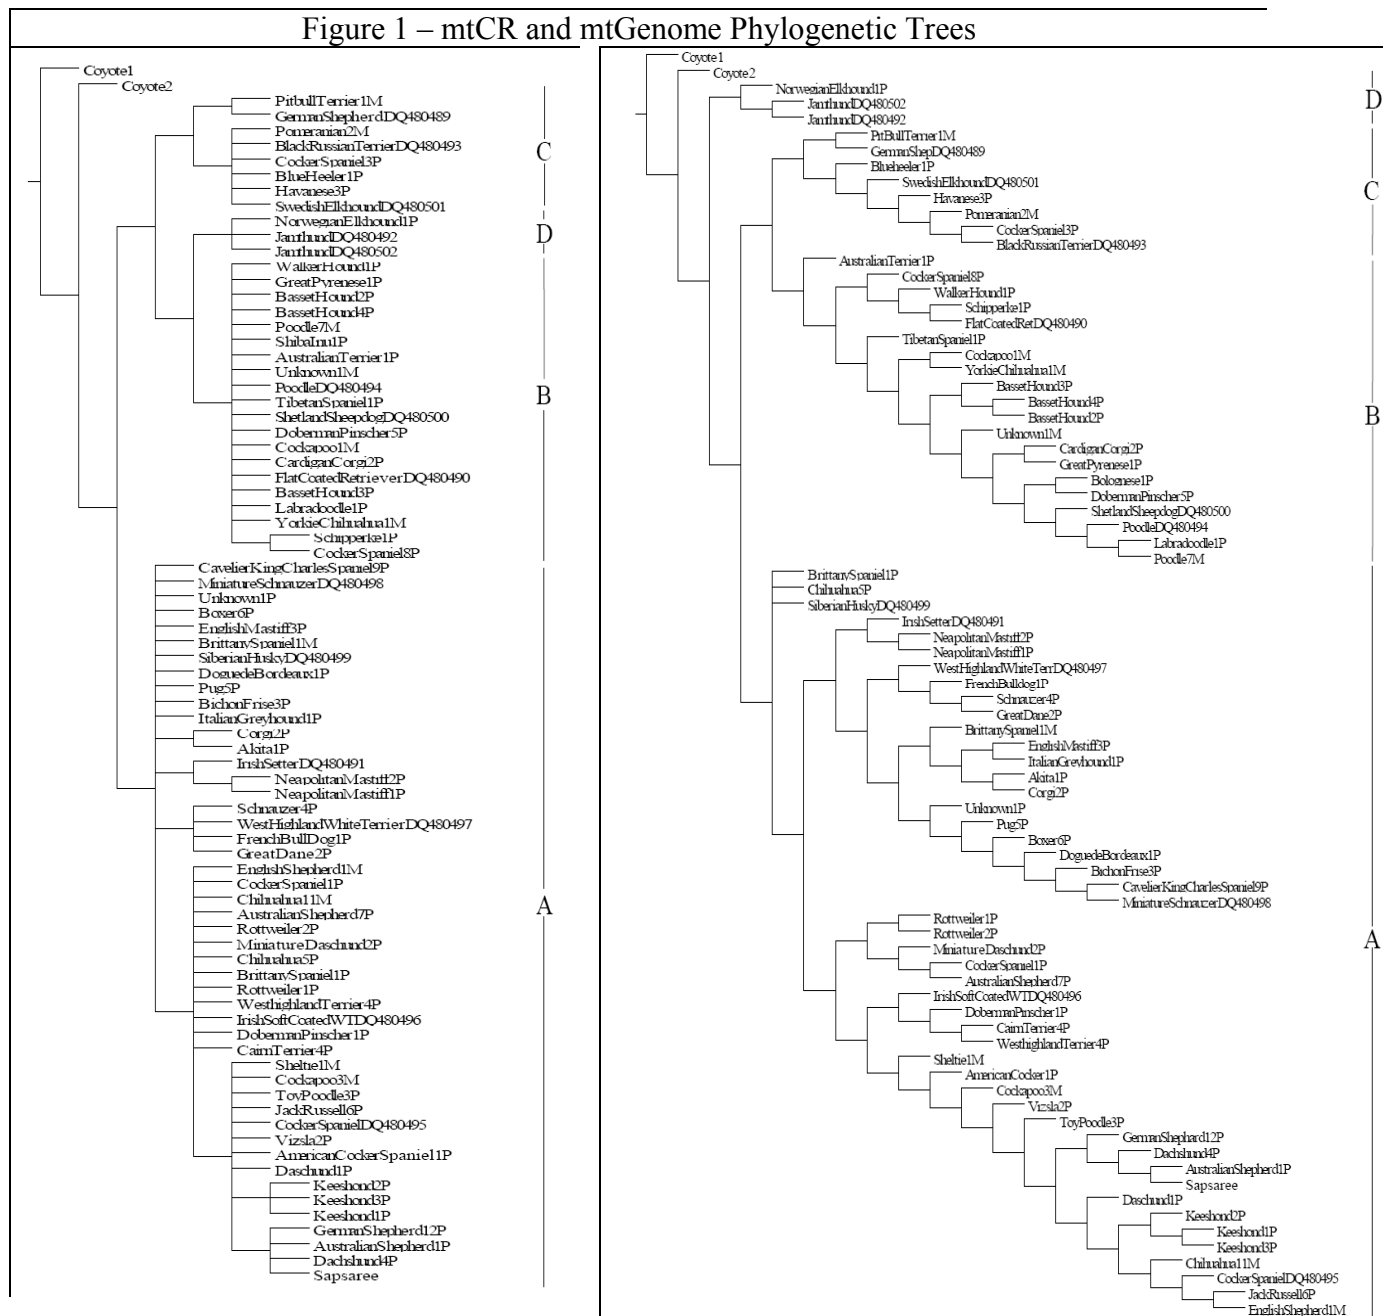 Figure 1 – mtCR and mtGenome Phylogenetic Trees
Coyote1
Coyote2
PitbullTerrier1M
GermanShepherdDQ480489
Pomeranian2M
BlackRussianTerrierDQ480493
CockerSpaniel3P
BlueHeeler1P
Havanese3P
SwedishElkhoundDQ480501
C
NorwegianElkhound1P
JamthundDQ480492
JamthundDQ480502
D
WalkerHound1P
GreatPyrenese1P
BassetHound2P
BassetHound4P
Poodle7M
ShibaInu1P
AustralianTerrier1P
Unknown1M
PoodleDQ480494
TibetanSpaniel1P
ShetlandSheepdogDQ480500
DobermanPinscher5P
Cockapoo1M
CardiganCorgi2P
FlatCoatedRetrieverDQ480490
BassetHound3P
Labradoodle1P
YorkieChihuahua1M
Schipperke1P
CockerSpaniel8P
B
CavelierKingCharlesSpaniel9P
MiniatureSchnauzerDQ480498
Unknown1P
Boxer6P
EnglishMastiff3P
BrittanySpaniel1M
SiberianHuskyDQ480499
DoguedeBordeaux1P
Pug5P
BichonFrise3P
ItalianGreyhound1P
Corgi2P
Akita1P
IrishSetterDQ480491
NeapolitanMastiff2P
NeapolitanMastiff1P
Schnauzer4P
WestHighlandWhiteTerrierDQ480497
FrenchBullDog1P
GreatDane2P
EnglishShepherd1M
CockerSpaniel1P
Chihuahua11M
AustralianShepherd7P
Rottweiler2P
MiniatureDaschund2P
Chihuahua5P
BrittanySpaniel1P
Rottweiler1P
WesthighlandTerrier4P
IrishSoftCoatedWTDQ480496
DobermanPinscher1P
CairnTerrier4P
Sheltie1M
Cockapoo3M
ToyPoodle3P
JackRussell6P
CockerSpanielDQ480495
Vizsla2P
AmericanCockerSpaniel1P
Daschund1P
Keeshond2P
Keeshond3P
Keeshond1P
GermanShepherd12P
AustralianShepherd1P
Dachshund4P
Sapsaree
A
Coyote1
Coyote2
NorwegianElkhound1P
JamthundDQ480502
JamthundDQ480492
D
PitBullTerrier1M
GermanShepDQ480489
Blueheeler1P
SwedishElkhoundDQ480501
Havanese3P
Pomeranian2M
CockerSpaniel3P
BlackRussianTerrierDQ480493
C
AustralianTerrier1P
CockerSpaniel8P
WalkerHound1P
Schipperke1P
FlatCoatedRetDQ480490
TibetanSpaniel1P
Cockapoo1M
YorkieChihuahua1M
BassetHound3P
BassetHound4P
BassetHound2P
Unknown1M
CardiganCorgi2P
GreatPyrenese1P
Bolognese1P
DobermanPinscher5P
ShetlandSheepdogDQ480500
PoodleDQ480494
Labradoodle1P
Poodle7M
B
BrittanySpaniel1P
Chihuahua5P
SiberianHuskyDQ480499
IrishSetterDQ480491
NeapolitanMastiff2P
NeapolitanMastiff1P
WestHighlandWhiteTerrDQ480497
FrenchBulldog1P
Schnauzer4P
GreatDane2P
BrittanySpaniel1M
EnglishMastiff3P
ItalianGreyhound1P
Akita1P
Corgi2P
Unknown1P
Pug5P
Boxer6P
DoguedeBordeaux1P
BichonFrise3P
CavelierKingCharlesSpaniel9P
MiniatureSchnauzerDQ480498
Rottweiler1P
Rottweiler2P
MiniatureDaschund2P
CockerSpaniel1P
AustralianShepherd7P
IrishSoftCoatedWTDQ480496
DobermanPinscher1P
CairnTerrier4P
WesthighlandTerrier4P
Sheltie1M
AmericanCocker1P
Cockapoo3M
Vizsla2P
ToyPoodle3P
GermanShephard12P
Dachshund4P
AustralianShepherd1P
Sapsaree
Daschund1P
Keeshond2P
Keeshond1P
Keeshond3P
Chihuahua11M
CockerSpanielDQ480495
JackRussell6P
EnglishShepherd1M
A